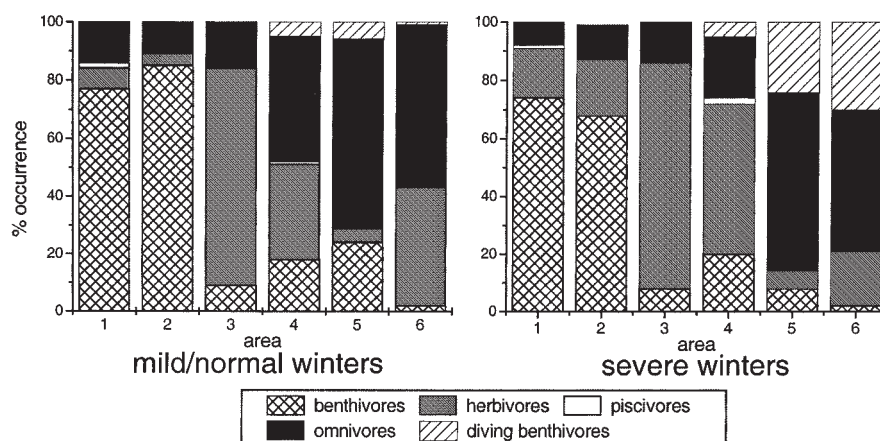 100
80
60
40
20
0
% occurrence
1 2 3 4 5 6
area
mild/normal winters
100
80
60
40
20
0
1 2 3 4 5 6
area
severe winters
benthivores herbivores piscivores
omnivores diving benthivores